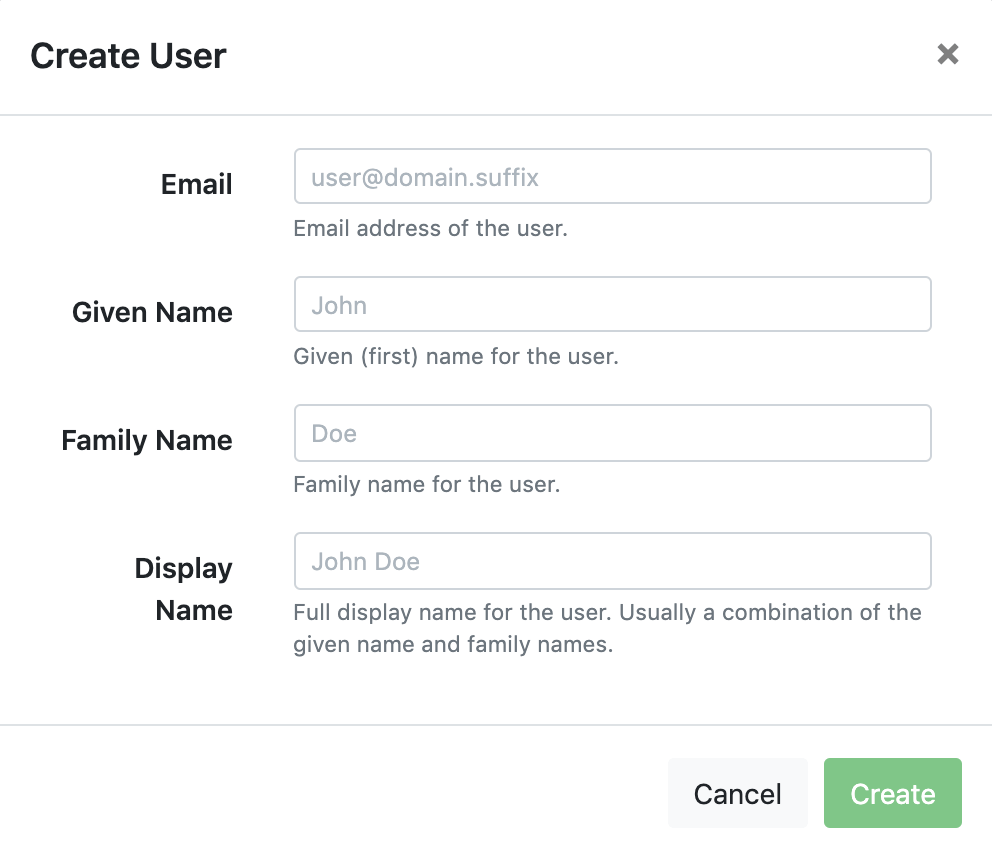 Create User
×
Email
user@domain.suffix
Email address of the user.
Given Name
John
Given (first) name for the user.
Family Name
Doe
Family name for the user.
Display
Name
John Doe
Full display name for the user. Usually a combination of the
given name and family names.
Cancel
Create